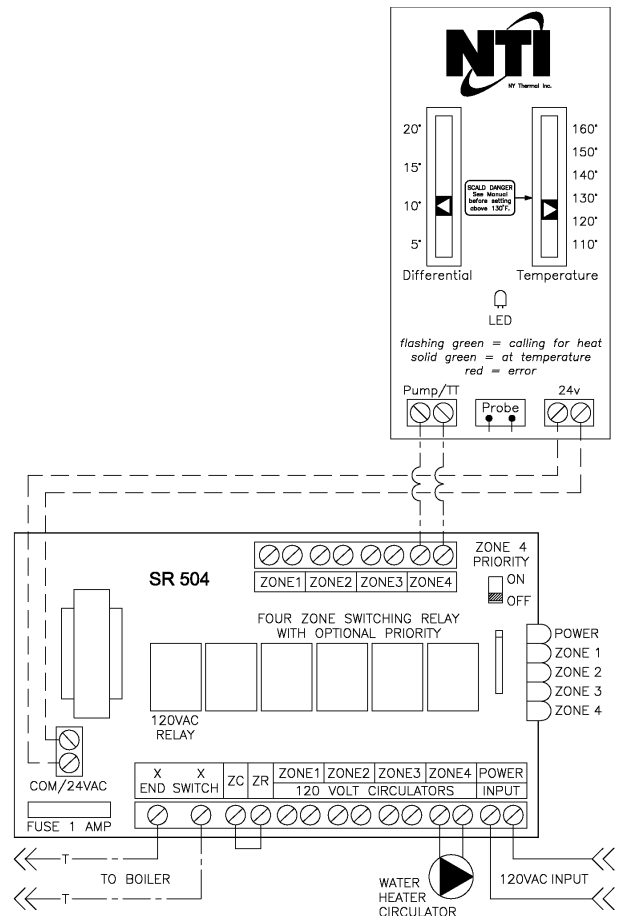 NTI
NY Thermal Inc.
20°
15°
10°
5°
Differential
SCALD DANGER
See Manual
before setting
above 130°F.
160°
150°
140°
130°
120°
110°
Temperature
LED
flashing green = calling for heat
solid green = at temperature
red = error
Pump/TT
Probe
24v
SR 504
ZONE1 ZONE2 ZONE3 ZONE4
ZONE 4
PRIORITY
ON
OFF
FOUR ZONE SWITCHING RELAY
WITH OPTIONAL PRIORITY
POWER
ZONE 1
ZONE 2
ZONE 3
ZONE 4
120VAC
RELAY
COM/24VAC
FUSE 1 AMP
X X
END SWITCH
ZC
ZR
ZONE1 ZONE2 ZONE3 ZONE4
120 VOLT CIRCULATORS
POWER
INPUT
T
TO BOILER
T
WATER
HEATER
CIRCULATOR
120VAC INPUT